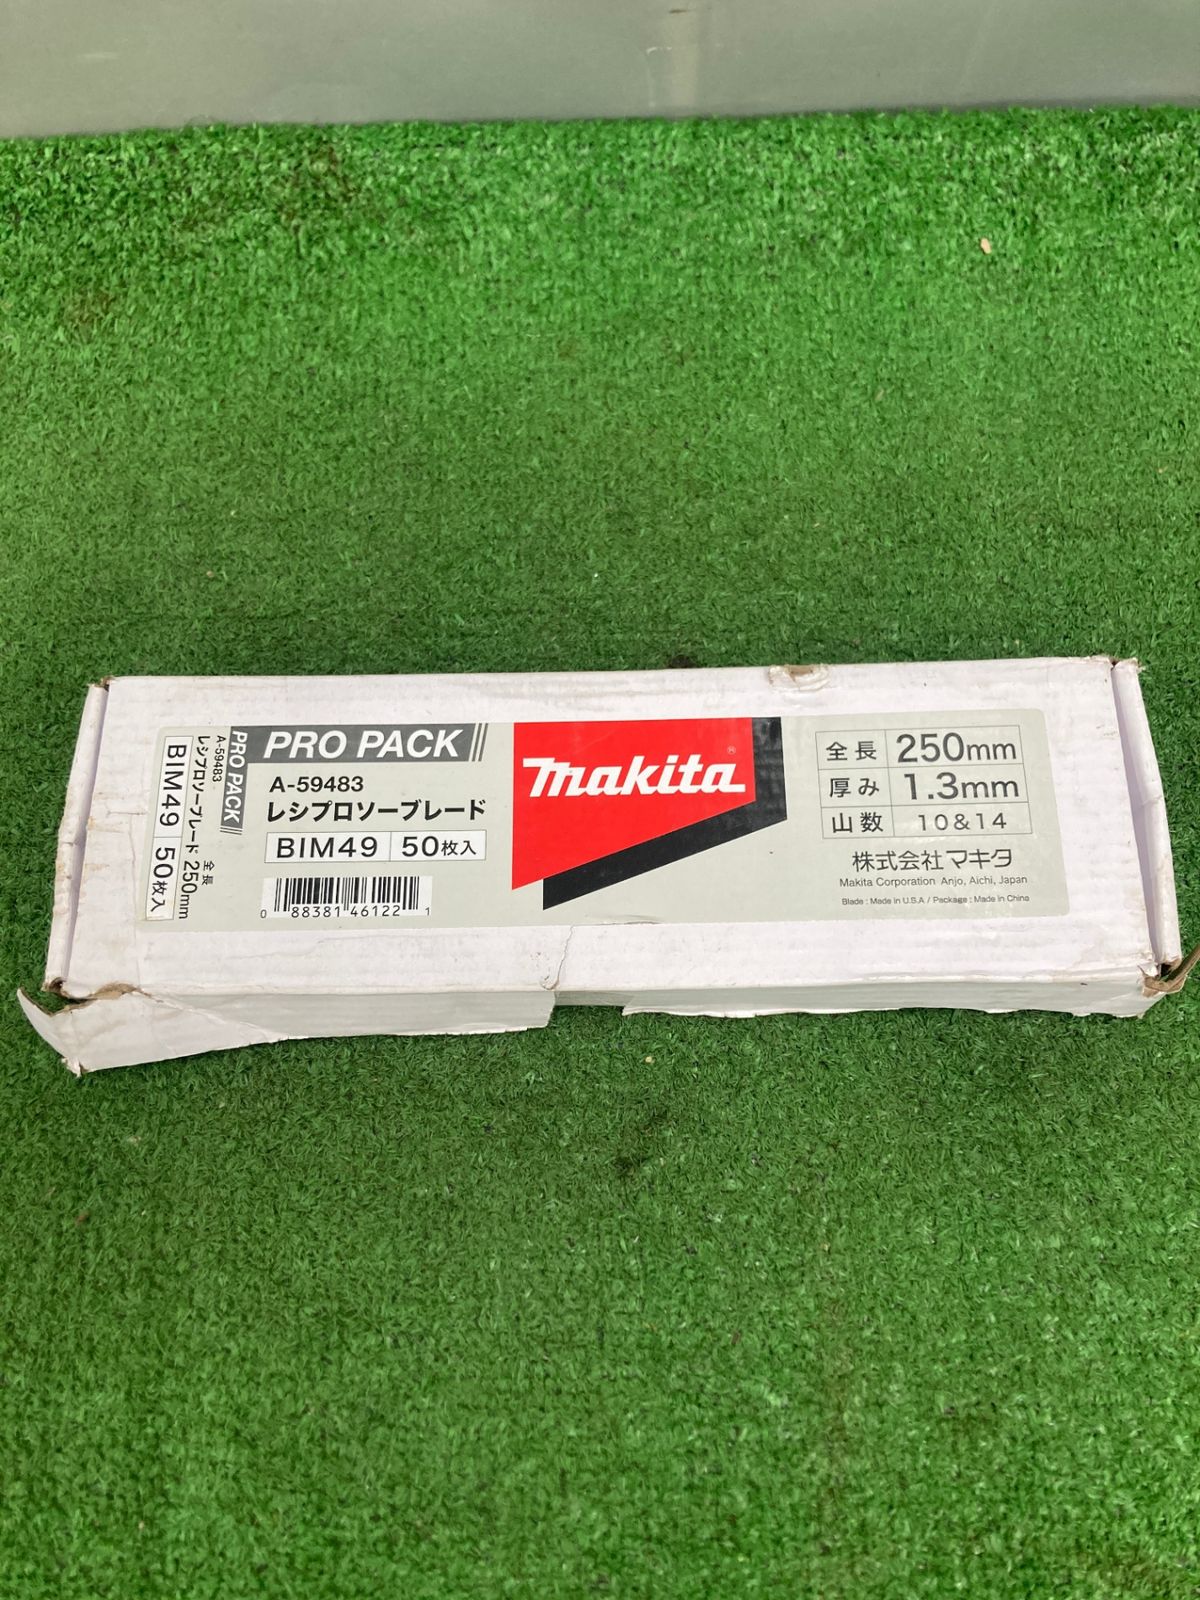 PRO PACK
A-59483
レシプロソーブレード
BIM49 50枚入
0 88381 46122 1
makita®
全長 250mm
厚み 1.3mm
山数 10&14
株式会社マキタ
Makita Corporation Anjo, Aichi, Japan
Blade : Made in U.S.A / Package : Made in China
PRO PACK
A-59483
レシプロソーブレード 全長 250mm
BIM49 50枚入